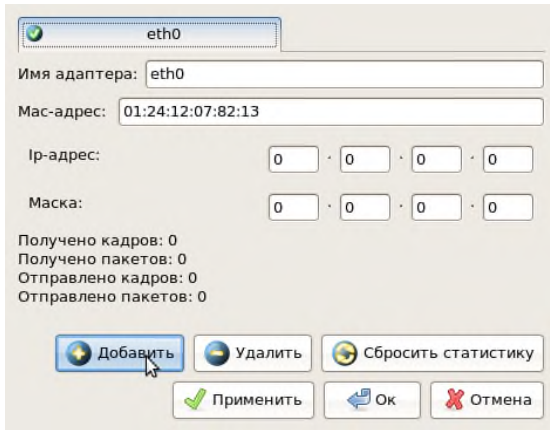 eth0
Имя адаптера: eth0
Mac-адрес: 01:24:12:07:82:13
Ip-адрес: 0 . 0 . 0 . 0
Маска: 0 . 0 . 0 . 0
Получено кадров: 0
Получено пакетов: 0
Отправлено кадров: 0
Отправлено пакетов: 0
Добавить Удалить Сбросить статистику
Применить Ок Отмена